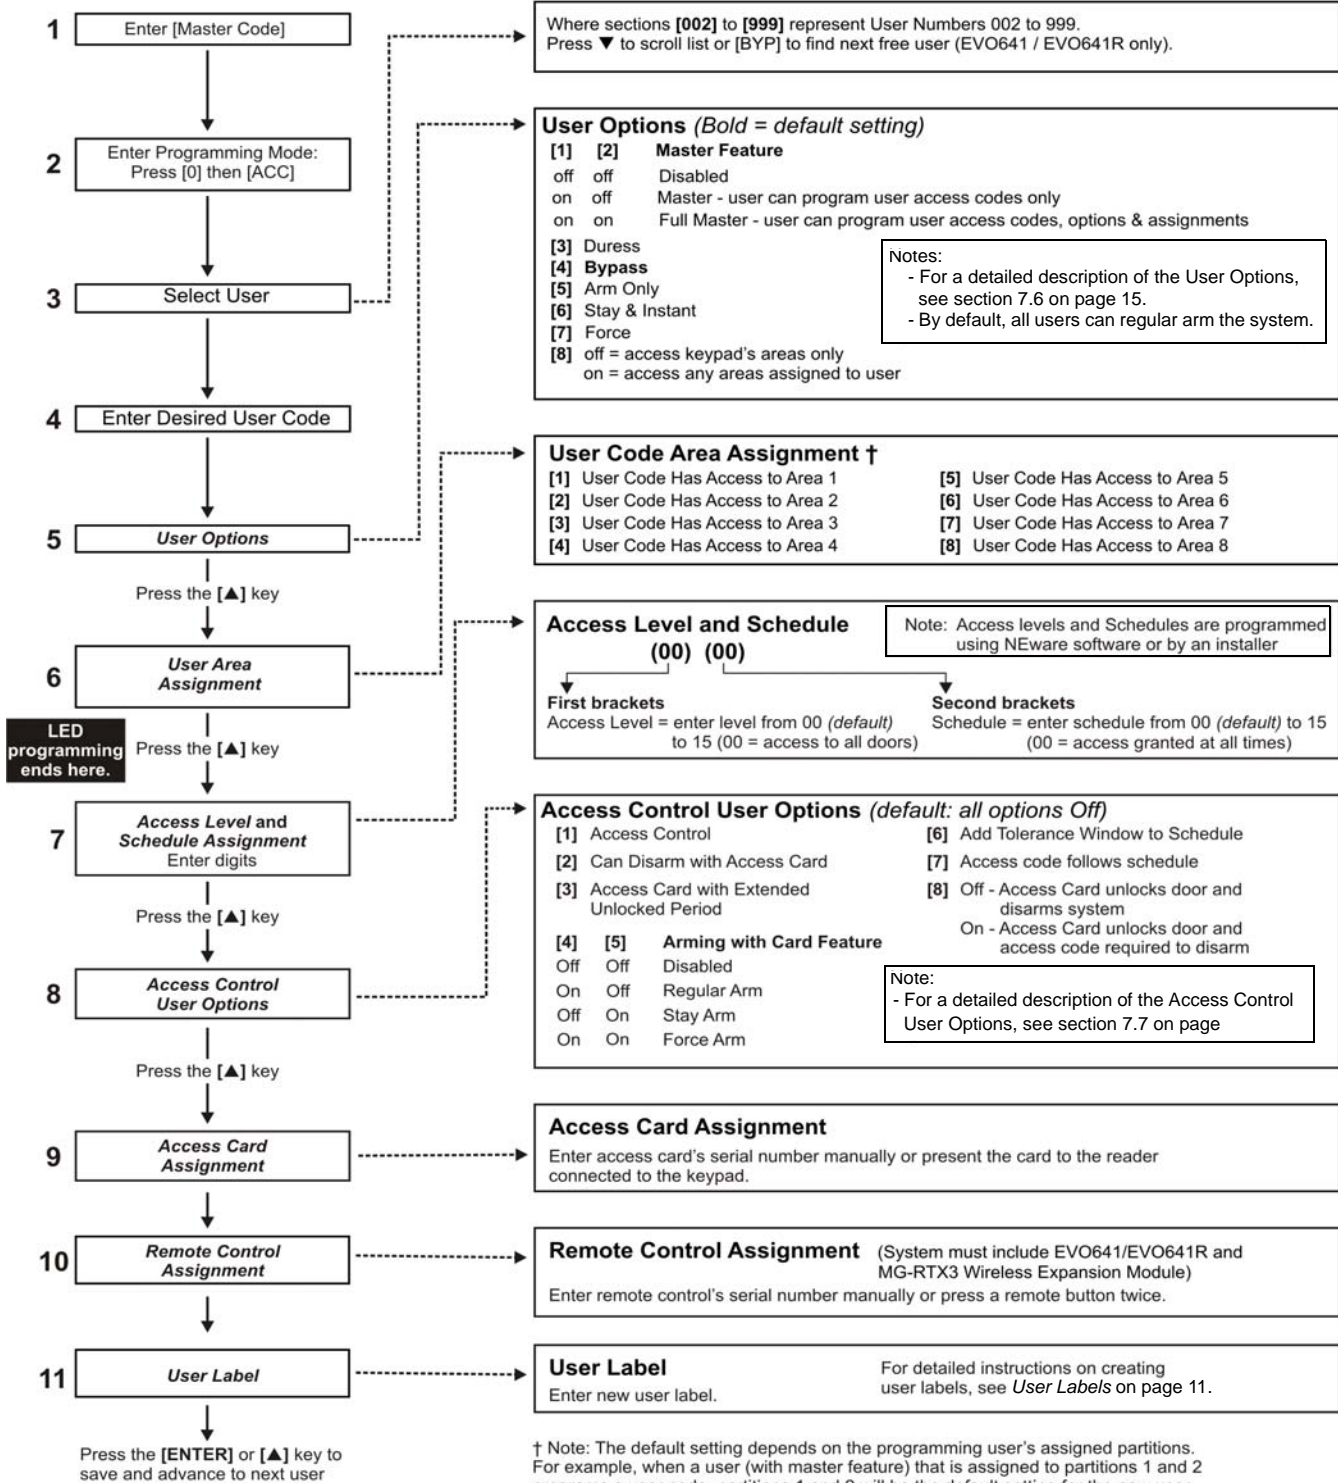 1
Enter [Master Code]
Where sections [002] to [999] represent User Numbers 002 to 999.
Press ▼ to scroll list or [BYP] to find next free user (EVO641 / EVO641R only).
2
Enter Programming Mode:
Press [0] then [ACC]
User Options (Bold = default setting)
[1] [2] Master Feature
off off Disabled
on off Master - user can program user access codes only
on on Full Master - user can program user access codes, options & assignments
[3] Duress
[4] Bypass
[5] Arm Only
[6] Stay & Instant
[7] Force
[8] off = access keypad's areas only
on = access any areas assigned to user
Notes:
- For a detailed description of the User Options,
see section 7.6 on page 15.
- By default, all users can regular arm the system.
3
Select User
4
Enter Desired User Code
User Code Area Assignment †
[1] User Code Has Access to Area 1
[2] User Code Has Access to Area 2
[3] User Code Has Access to Area 3
[4] User Code Has Access to Area 4
[5] User Code Has Access to Area 5
[6] User Code Has Access to Area 6
[7] User Code Has Access to Area 7
[8] User Code Has Access to Area 8
5
User Options
Press the [▲] key
6
User Area
Assignment
Access Level and Schedule
(00) (00)
Note: Access levels and Schedules are programmed
using NEware software or by an installer
First brackets
Access Level = enter level from 00 (default)
to 15 (00 = access to all doors)
Second brackets
Schedule = enter schedule from 00 (default) to 15
(00 = access granted at all times)
LED
programming
ends here.
Press the [▲] key
7
Access Level and
Schedule Assignment
Enter digits
Access Control User Options (default: all options Off)
[1] Access Control
[2] Can Disarm with Access Card
[3] Access Card with Extended
Unlocked Period
[4] [5] Arming with Card Feature
Off Off Disabled
On Off Regular Arm
Off On Stay Arm
On On Force Arm
[6] Add Tolerance Window to Schedule
[7] Access code follows schedule
[8] Off - Access Card unlocks door and
disarms system
On - Access Card unlocks door and
access code required to disarm
Note:
- For a detailed description of the Access Control
User Options, see section 7.7 on page
Press the [▲] key
8
Access Control
User Options
Press the [▲] key
9
Access Card
Assignment
Access Card Assignment
Enter access card's serial number manually or present the card to the reader
connected to the keypad.
10
Remote Control
Assignment
Remote Control Assignment (System must include EVO641/EVO641R and
MG-RTX3 Wireless Expansion Module)
Enter remote control's serial number manually or press a remote button twice.
11
User Label
User Label
Enter new user label.
For detailed instructions on creating
user labels, see User Labels on page 11.
Press the [ENTER] or [▲] key to
save and advance to next user
† Note: The default setting depends on the programming user's assigned partitions.
For example, when a user (with master feature) that is assigned to partitions 1 and 2